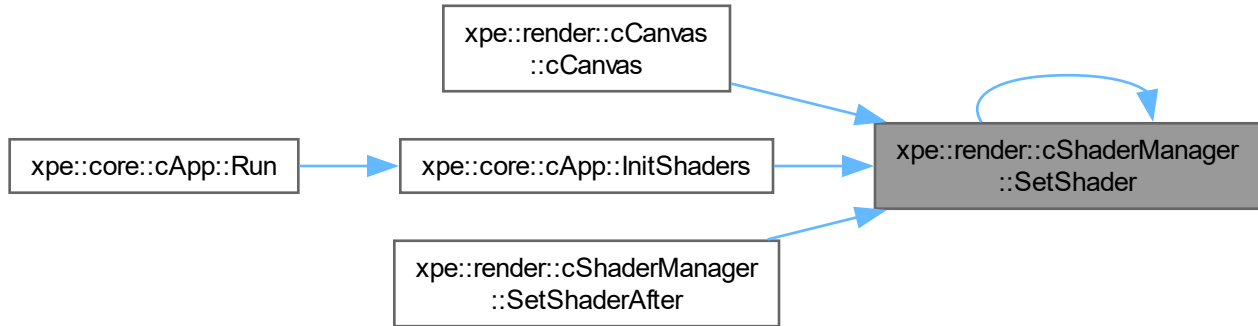 xpe::render::cCanvas
::cCanvas
xpe::core::cApp::Run
xpe::core::cApp::InitShaders
xpe::render::cShaderManager
::SetShader
xpe::render::cShaderManager
::SetShaderAfter